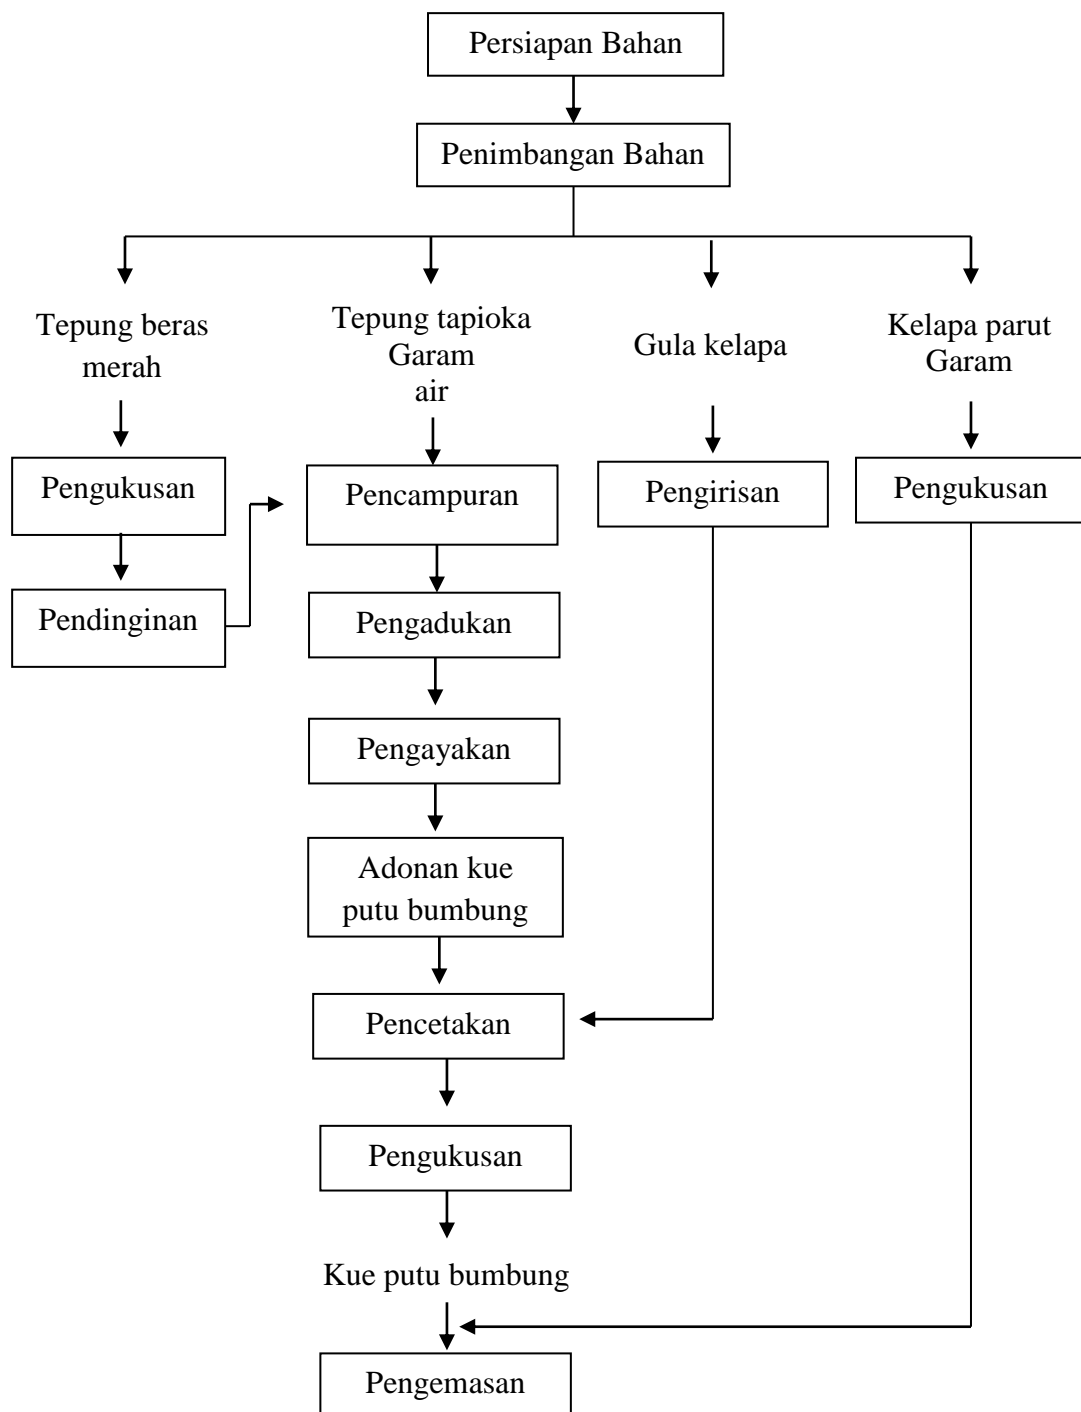 Persiapan Bahan
Penimbangan Bahan
Tepung beras
merah
Tepung tapioka
Garam
air
Gula kelapa
Kelapa parut
Garam
Pengukusan
Pencampuran
Pengirisan
Pengukusan
Pendinginan
Pengadukan
Pengayakan
Adonan kue
putu bumbung
Pencetakan
Pengukusan
Kue putu bumbung
Pengemasan